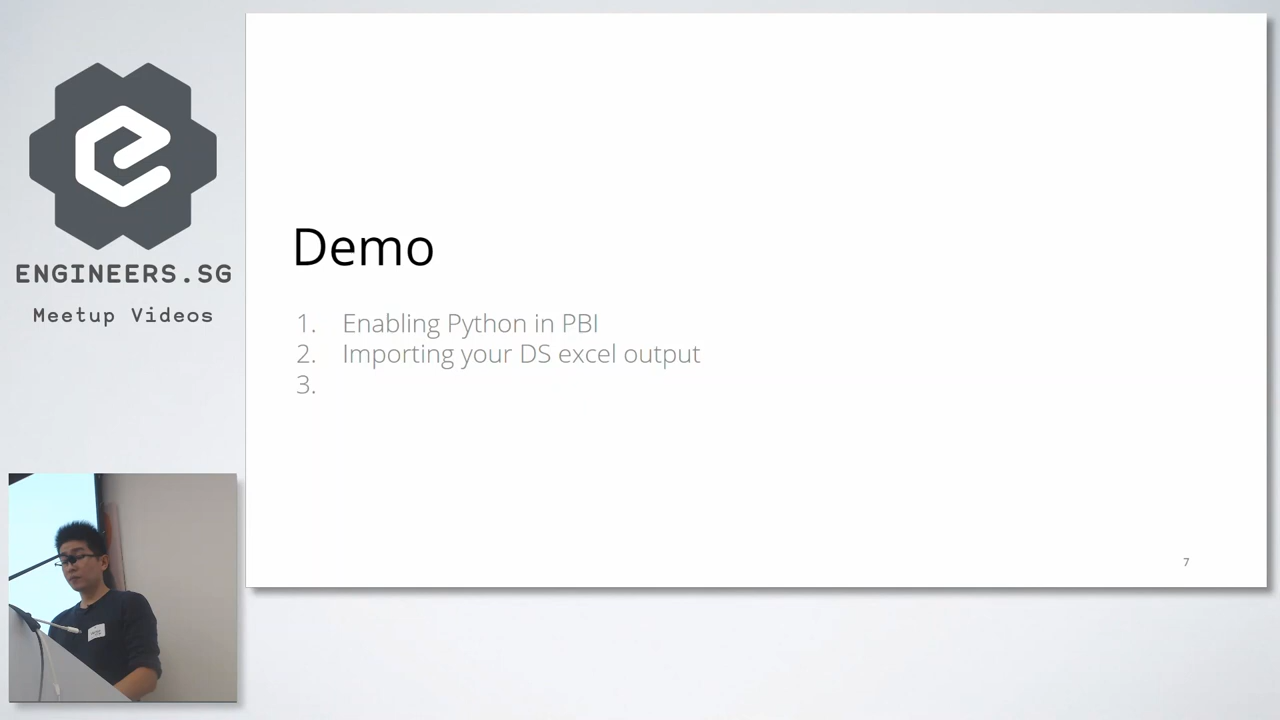 ENGINEERS.SG
Meetup Videos
Demo
1. Enabling Python in PBI
2. Importing your DS excel output
3.
7